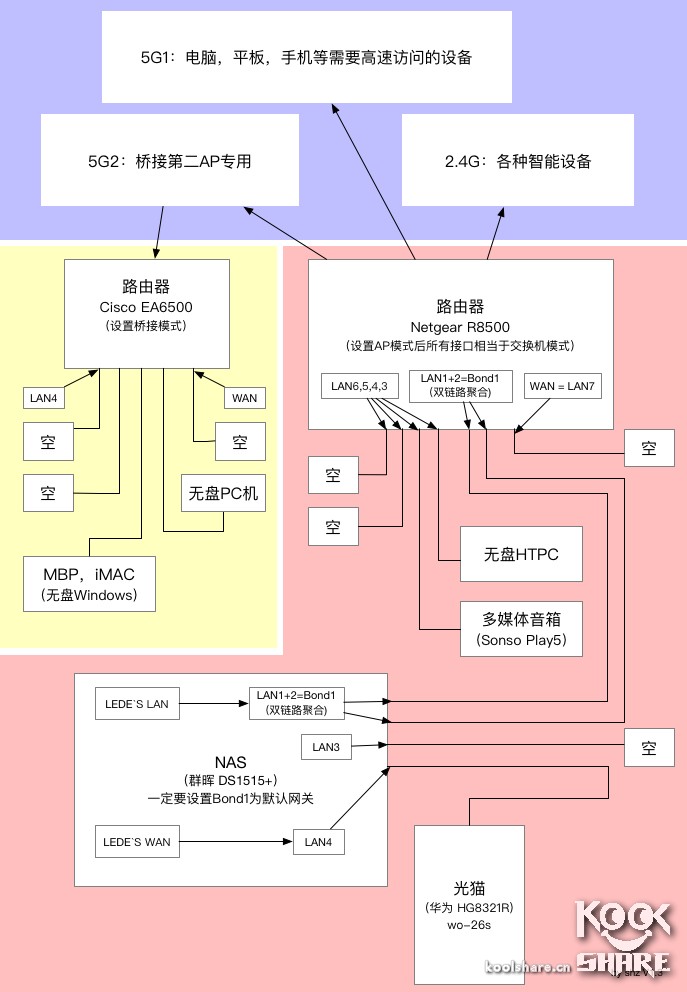 5G1：电脑，平板，手机等需要高速访问的设备
5G2：桥接第二AP专用
2.4G：各种智能设备
路由器
Cisco EA6500
（设置桥接模式）
LAN4
WAN
空
空
空
无盘PC机
MBP，iMAC
（无盘Windows）
路由器
Netgear R8500
（设置AP模式后所有接口相当于交换机模式）
LAN6,5,4,3
LAN1+2=Bond1
（双链路聚合）
WAN = LAN7
空
空
空
无盘HTPC
多媒体音箱
（Sonso Play5）
LEDE`S LAN
LAN1+2=Bond1
（双链路聚合）
LAN3
空
NAS
（群晖 DS1515+）
一定要设置Bond1为默认网关
LEDE`S WAN
LAN4
光猫
（华为 HG8321R）
wo-26s
KOOL
SHARE
koolshare.cn